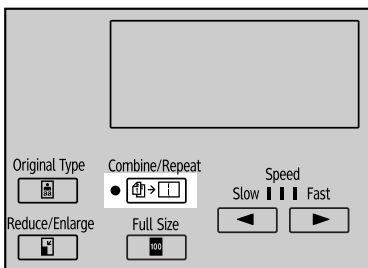 Original Type
Combine/Repeat
Speed
Slow
Fast
Reduce/Enlarge
Full Size
100